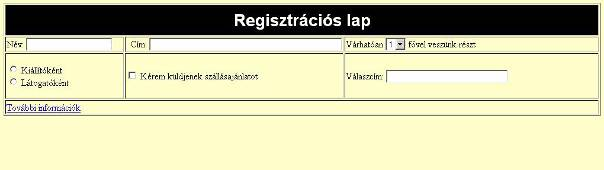 Regisztrációs lap
Név: Cím: Várhatóan 1 fővel veszünk részt
Kiállítóként
Látogatóként
Kérem küldjenek szállásajánlatot
Válaszcím:
További információk